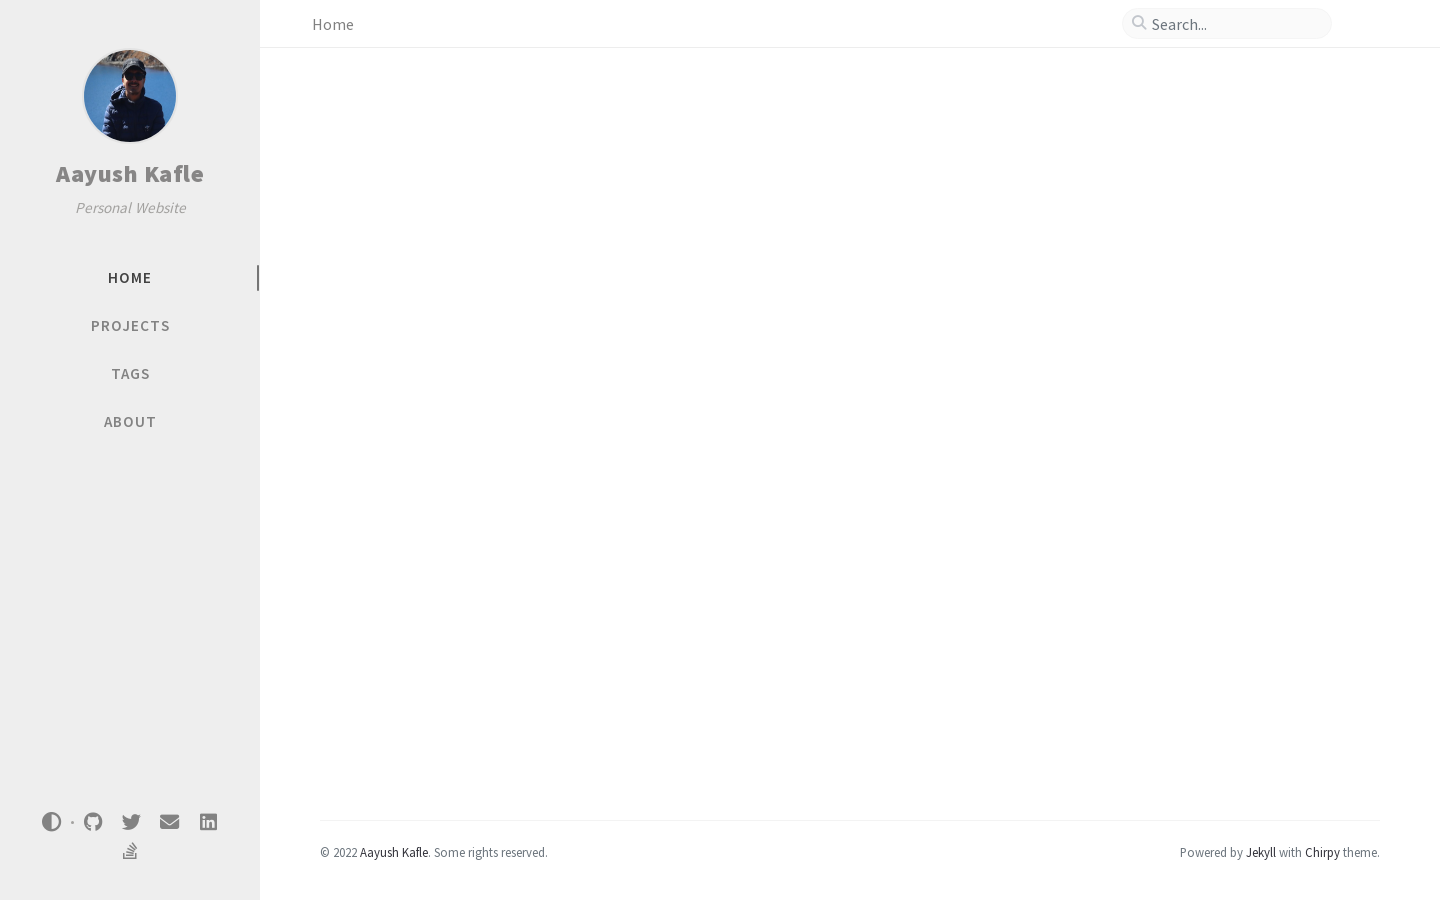 Aayush Kafle
Personal Website
HOME
PROJECTS
TAGS
ABOUT
Home
Search...
© 2022 Aayush Kafle. Some rights reserved.
Powered by Jekyll with Chirpy theme.